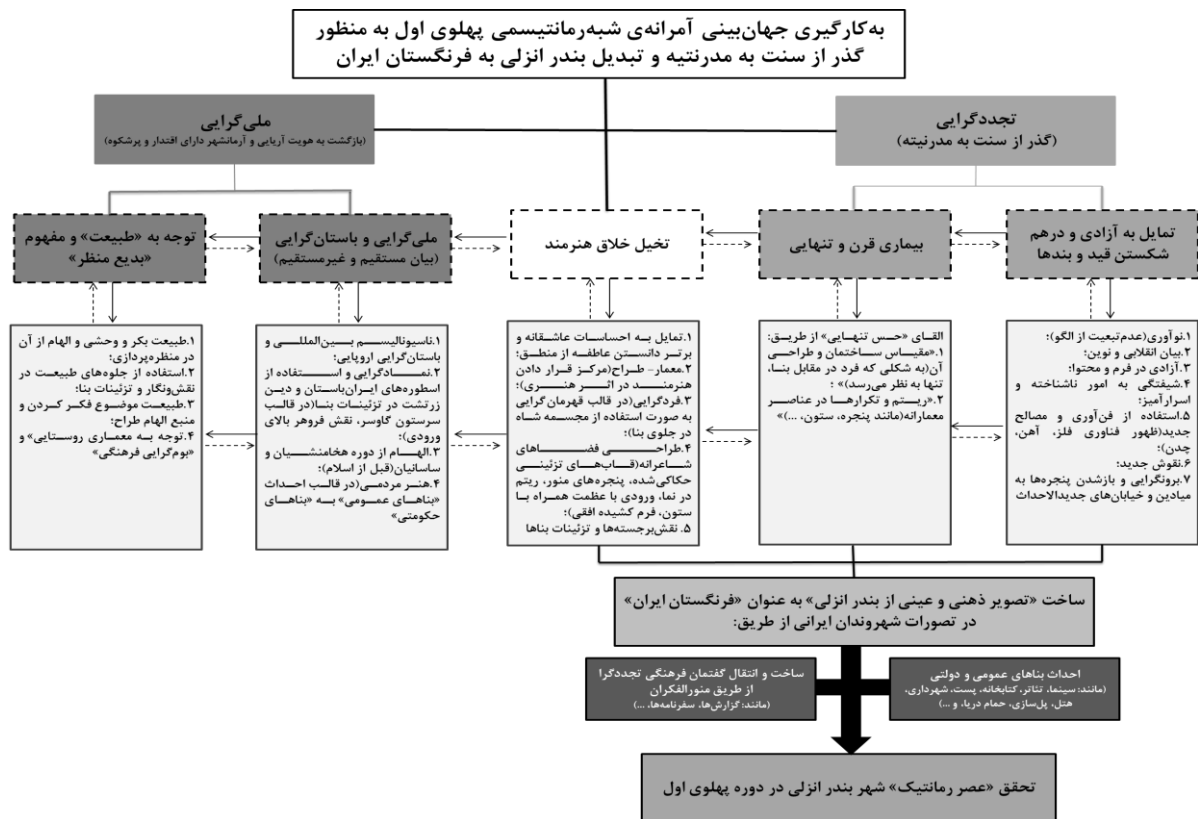 به‌کارگیری جهان‌بینی آمرانه‌ی شبه‌رمانتیسمی پهلوی اول به منظور
گذر از سنت به مدرنتیه و تبدیل بندر انزلی به فرنگستان ایران
تجددگرایی
(گذر از سنت به مدرنیته)
ملی‌گرایی
(بازگشت به هویت آریایی و آرمانشهر دارای اقتدار و پرشکوه)
تمایل به آزادی و درهم
شکستن قید و بندها
بیماری قرن و تنهایی
تخیل خلاق هنرمند
ملی‌گرایی و باستان‌گرایی
(بیان مستقیم و غیرمستقیم)
توجه به «طبیعت» و مفهوم
«بدیع منظر»
۱.نوآوری(عدم‌تبعیت از الگو)؛
۲.بیان انقلابی و نوین؛
۳.آزادی در فرم و محتوا؛
۴.شیفتگی به امور ناشناخته و
اسرارآمیز؛
۵.استفاده از فن‌آوری و مصالح
جدید(ظهور فناوری فلز، آهن،
چدن)؛
۶.نقوش جدید؛
۷.برونگرایی و بازشدن پنجره‌ها به
میادین و خیابان‌های جدیدالاحداث
القای «حس تنهایی» از طریق:
۱.«مقیاس ساختمان و طراحی
آن(به شکلی که فرد در مقابل بنا،
تنها به نظر می‌رسد)» ؛
۲.«ریتم و تکرارها در عناصر
معمارانه(مانند پنجره، ستون، ...)»
۱.تمایل به احساسات عاشقانه و
برتر دانستن عاطفه از منطق؛
۲.معمار- طراح(مرکز قرار دادن
هنرمند در اثر هنری)؛
۳.فردگرایی(در قالب قهرمان‌گرایی
به صورت استفاده از مجسمه شاه
در جلوی بنا)؛
۴.طراحی فضاهای
شاعرانه(قاب‌های تزئینی
حکاکی‌شده، پنجره‌های منور، ریتم
در نما، ورودی با عظمت همراه با
ستون، فرم کشیده افقی)؛
۵. نقش‌برجسته‌ها و تزئینات بناها
۱.ناسیونالیسم بین‌المللی و
باستان‌گرایی اروپایی؛
۲.نمادگرایی و استفاده از
اسطوره‌های ایران‌باستان و دین
زرتشت در تزئینات بنا(در قالب
سرستون گاوسر، نقش فروهر بالای
ورودی)؛
۳.الهام از دوره هخامنشیان و
ساسانیان(قبل از اسلام)؛
۴.هنر مردمی(در قالب احداث
«بناهای عمومی» به «بناهای
حکومتی»
۱.طبیعت بکر و وحشی و الهام از آن
در منظره‌پردازی؛
۲.استفاده از جلوه‌های طبیعت در
نقش‌ونگار و تزئینات بنا؛
۳.طبیعت موضوع فکر کردن و
منبع الهام طراح؛
۴.توجه به معماری روستایی» و
«بوم‌گرایی فرهنگی»
ساخت «تصویر ذهنی و عینی از بندر انزلی» به عنوان «فرنگستان ایران»
در تصورات شهروندان ایرانی از طریق:
احداث بناهای عمومی و دولتی
(مانند: سینما، تئاتر، کتابخانه، پست، شهرداری،
هتل، پل‌سازی، حمام دریا، و ...)
ساخت و انتقال گفتمان فرهنگی تجددگرا
از طریق منورالفکران
(مانند: گزارش‌ها، سفرنامه‌ها، ...)
تحقق «عصر رمانتیک» شهر بندر انزلی در دوره پهلوی اول